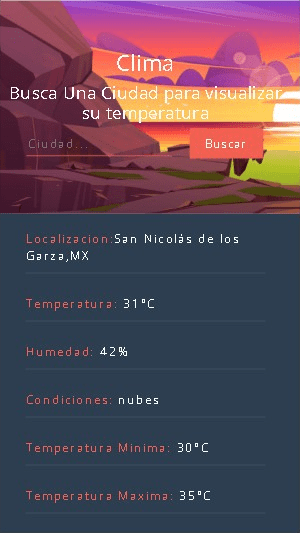 Clima
Busca Una Ciudad para visualizar
su temperatura
Ciudad...
Buscar
Localizacion:San Nicolás de los
Garza,MX
Temperatura: 31°C
Humedad: 42%
Condiciones: nubes
Temperatura Minima: 30°C
Temperatura Maxima: 35°C